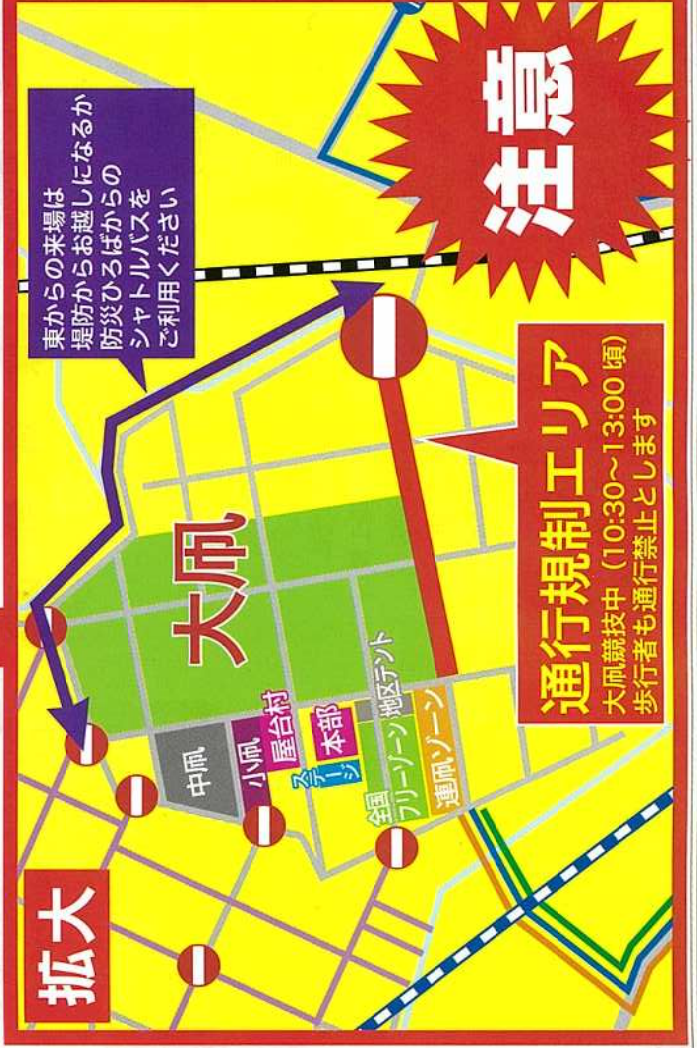 拡大
注意
東からの来場は
堤防からお越しになるか
防災ひろばからの
シャトルバスを
ご利用ください
大凧
中凧
小凧
屋台村
ステージ
本部
全国
フリーゾーン
地区テント
連凧ゾーン
通行規制エリア
大凧競技中（10:30～13:00 頃）
歩行者も通行禁止とします